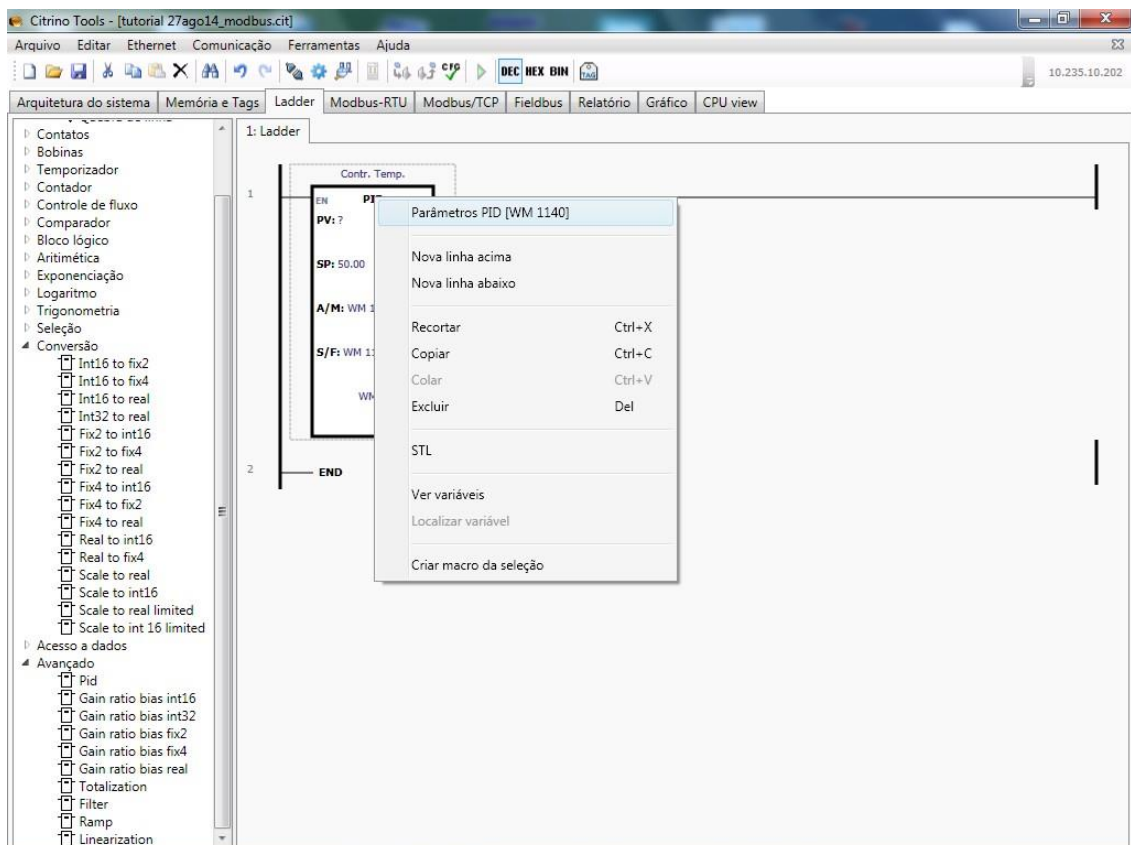 Citrino Tools - [tutorial 27ago14_modbus.cit]
Arquivo Editar Ethernet Comunicação Ferramentas Ajuda
DEC HEX BIN TAG 10.235.10.202
Arquitetura do sistema Memória e Tags Ladder Modbus-RTU Modbus/TCP Fieldbus Relatório Gráfico CPU view
Contatos
Bobinas
Temporizador
Contador
Controle de fluxo
Comparador
Bloco lógico
Aritimética
Exponenciação
Logaritmo
Trigonometria
Seleção
Conversão
Int16 to fix2
Int16 to fix4
Int16 to real
Int32 to real
Fix2 to int16
Fix2 to fix4
Fix2 to real
Fix4 to int16
Fix4 to fix2
Fix4 to real
Real to int16
Real to fix4
Scale to real
Scale to int16
Scale to real limited
Scale to int 16 limited
Acesso a dados
Avançado
Pid
Gain ratio bias int16
Gain ratio bias int32
Gain ratio bias fix2
Gain ratio bias fix4
Gain ratio bias real
Totalization
Filter
Ramp
Linearization
1: Ladder
Contr. Temp.
1
EN
PV: ?
SP: 50.00
A/M: WM 1
S/F: WM 11
WM
2 END
Parâmetros PID [WM 1140]
Nova linha acima
Nova linha abaixo
Recortar Ctrl+X
Copiar Ctrl+C
Colar Ctrl+V
Excluir Del
STL
Ver variáveis
Localizar variável
Criar macro da seleção